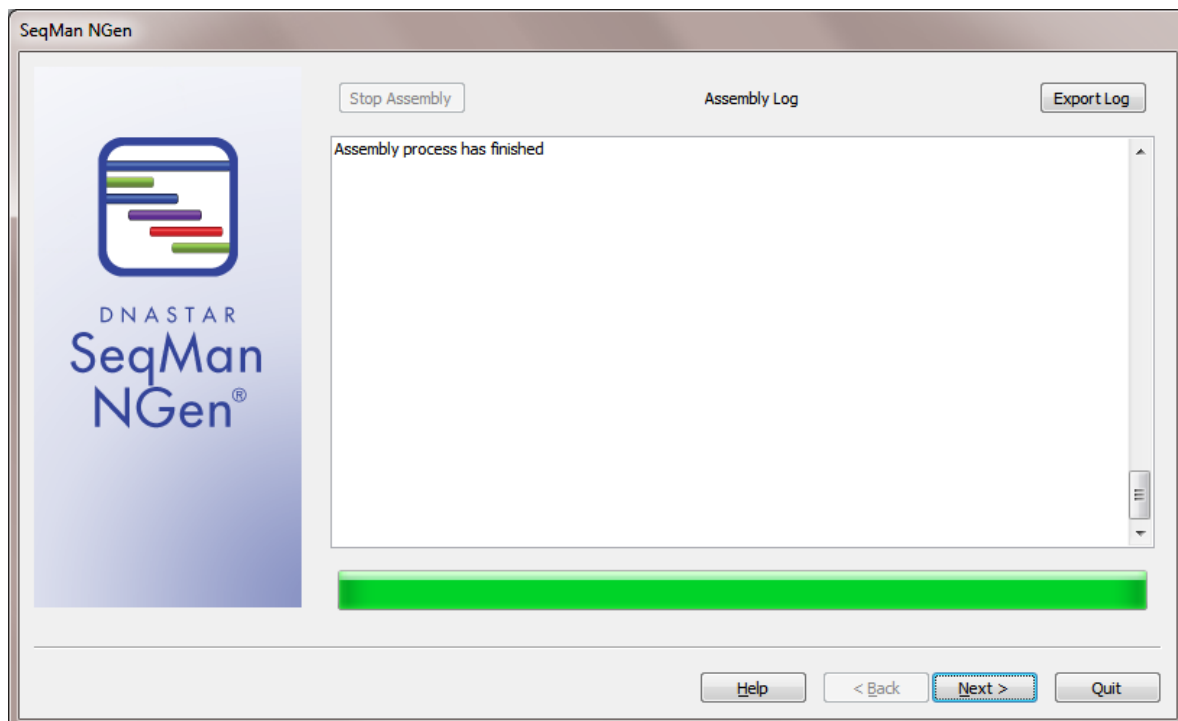 SeqMan NGen
Stop Assembly
Assembly Log
Export Log
Assembly process has finished
DNASTAR
SeqMan
NGen®
Help
< Back
Next >
Quit